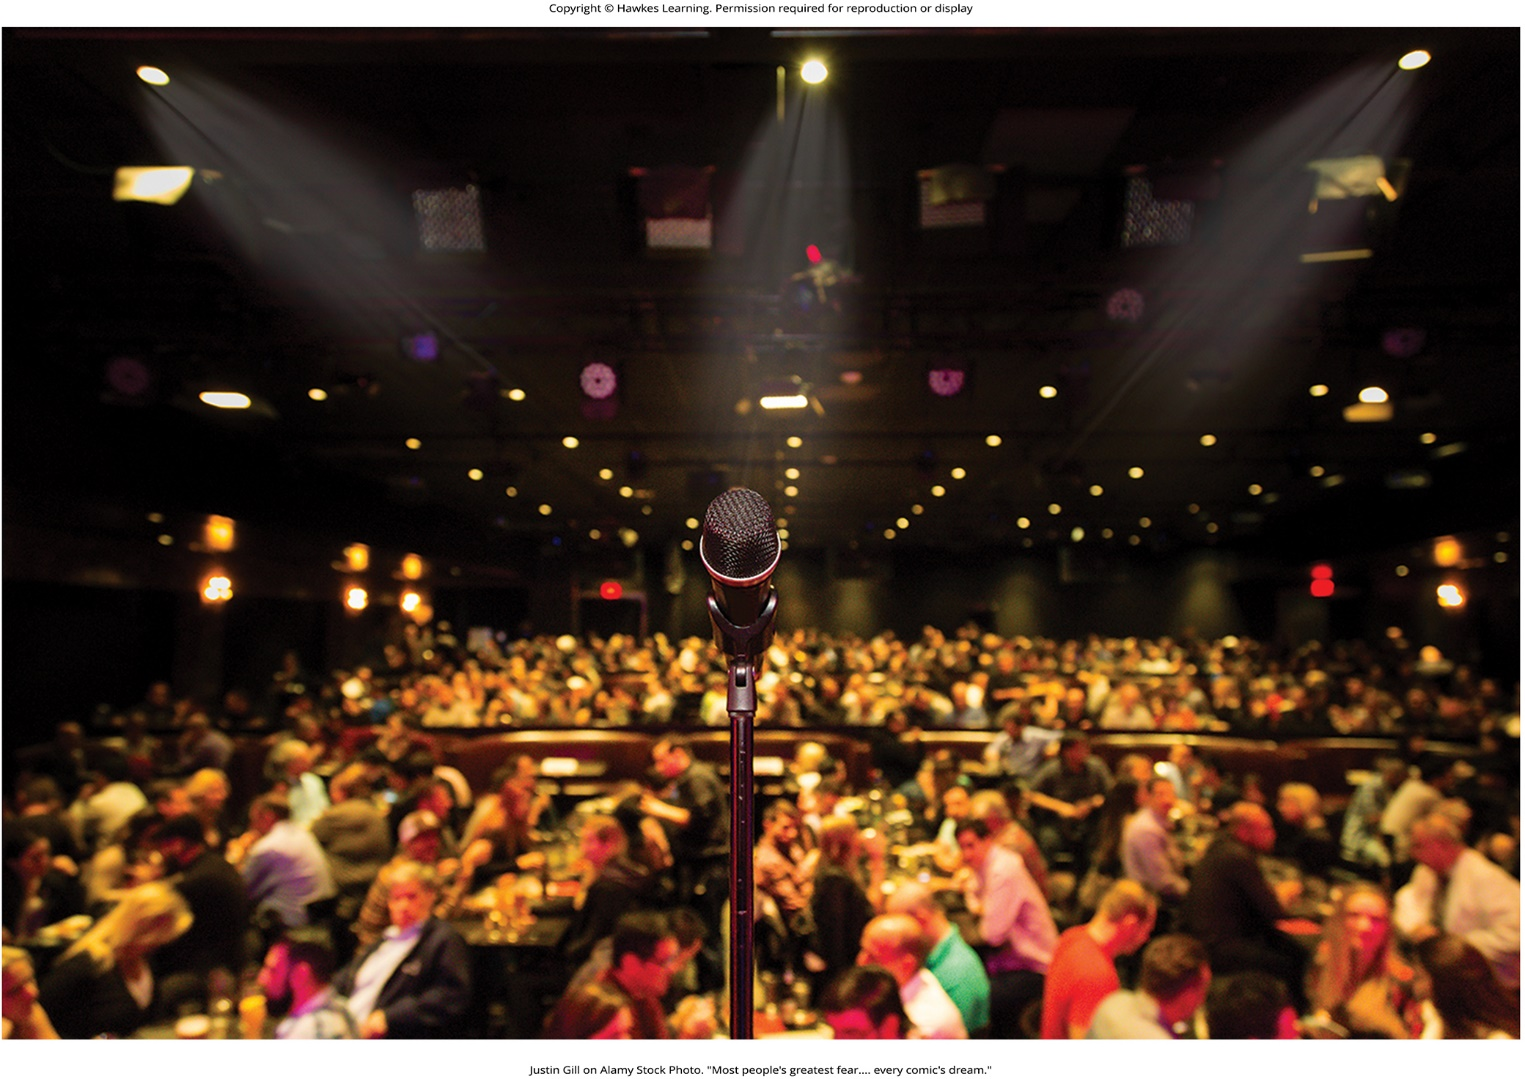 Copyright © Hawkes Learning. Permission required for reproduction or display
Justin Gill on Alamy Stock Photo. "Most people's greatest fear.... every comic's dream."